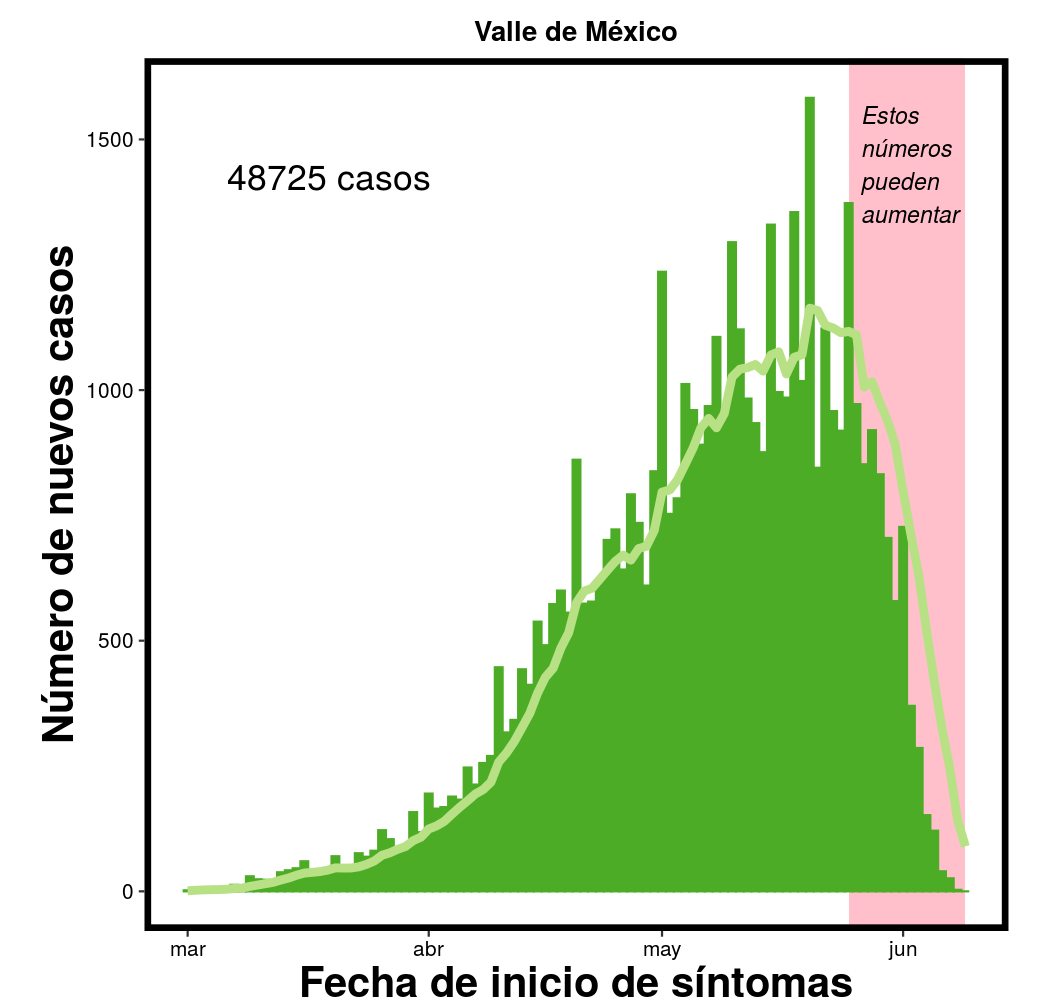 Valle de México
Estos
números
pueden
aumentar
48725 casos
Número de nuevos casos
1500
1000
500
0
mar
abr
may
jun
Fecha de inicio de síntomas